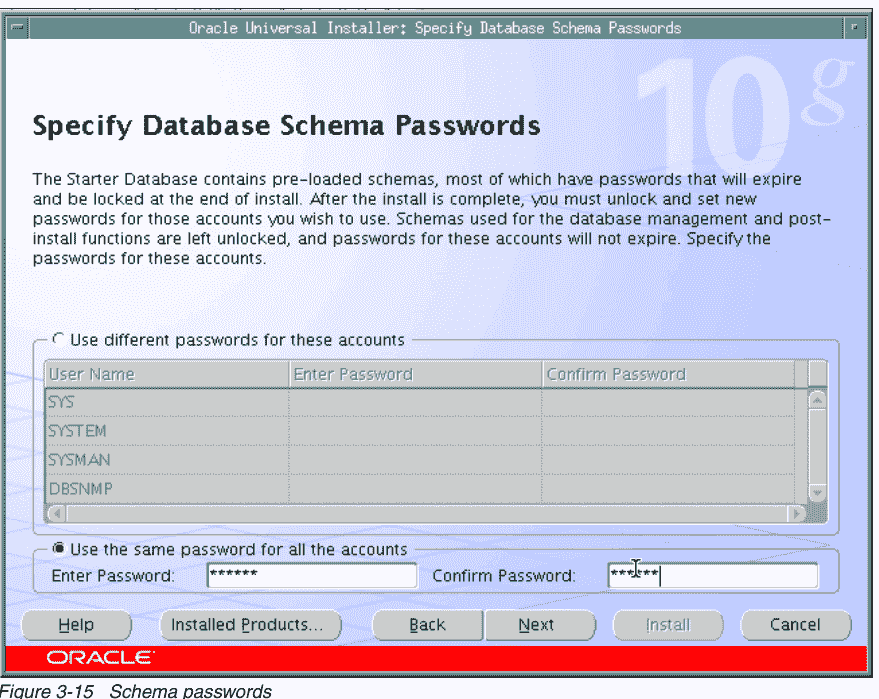 Oracle Universal Installer: Specify Database Schema Passwords
10g
Specify Database Schema Passwords
The Starter Database contains pre-loaded schemas, most of which have passwords that will expire
and be locked at the end of install. After the install is complete, you must unlock and set new
passwords for those accounts you wish to use. Schemas used for the database management and post-
install functions are left unlocked, and passwords for these accounts will not expire. Specify the
passwords for these accounts.
Use different passwords for these accounts
User Name Enter Password Confirm Password
SYS
SYSTEM
SYSMAN
DBSNMP
Use the same password for all the accounts
Enter Password: ****** Confirm Password: ******
Help Installed Products... Back Next Install Cancel
ORACLE
Figure 3-15 Schema passwords